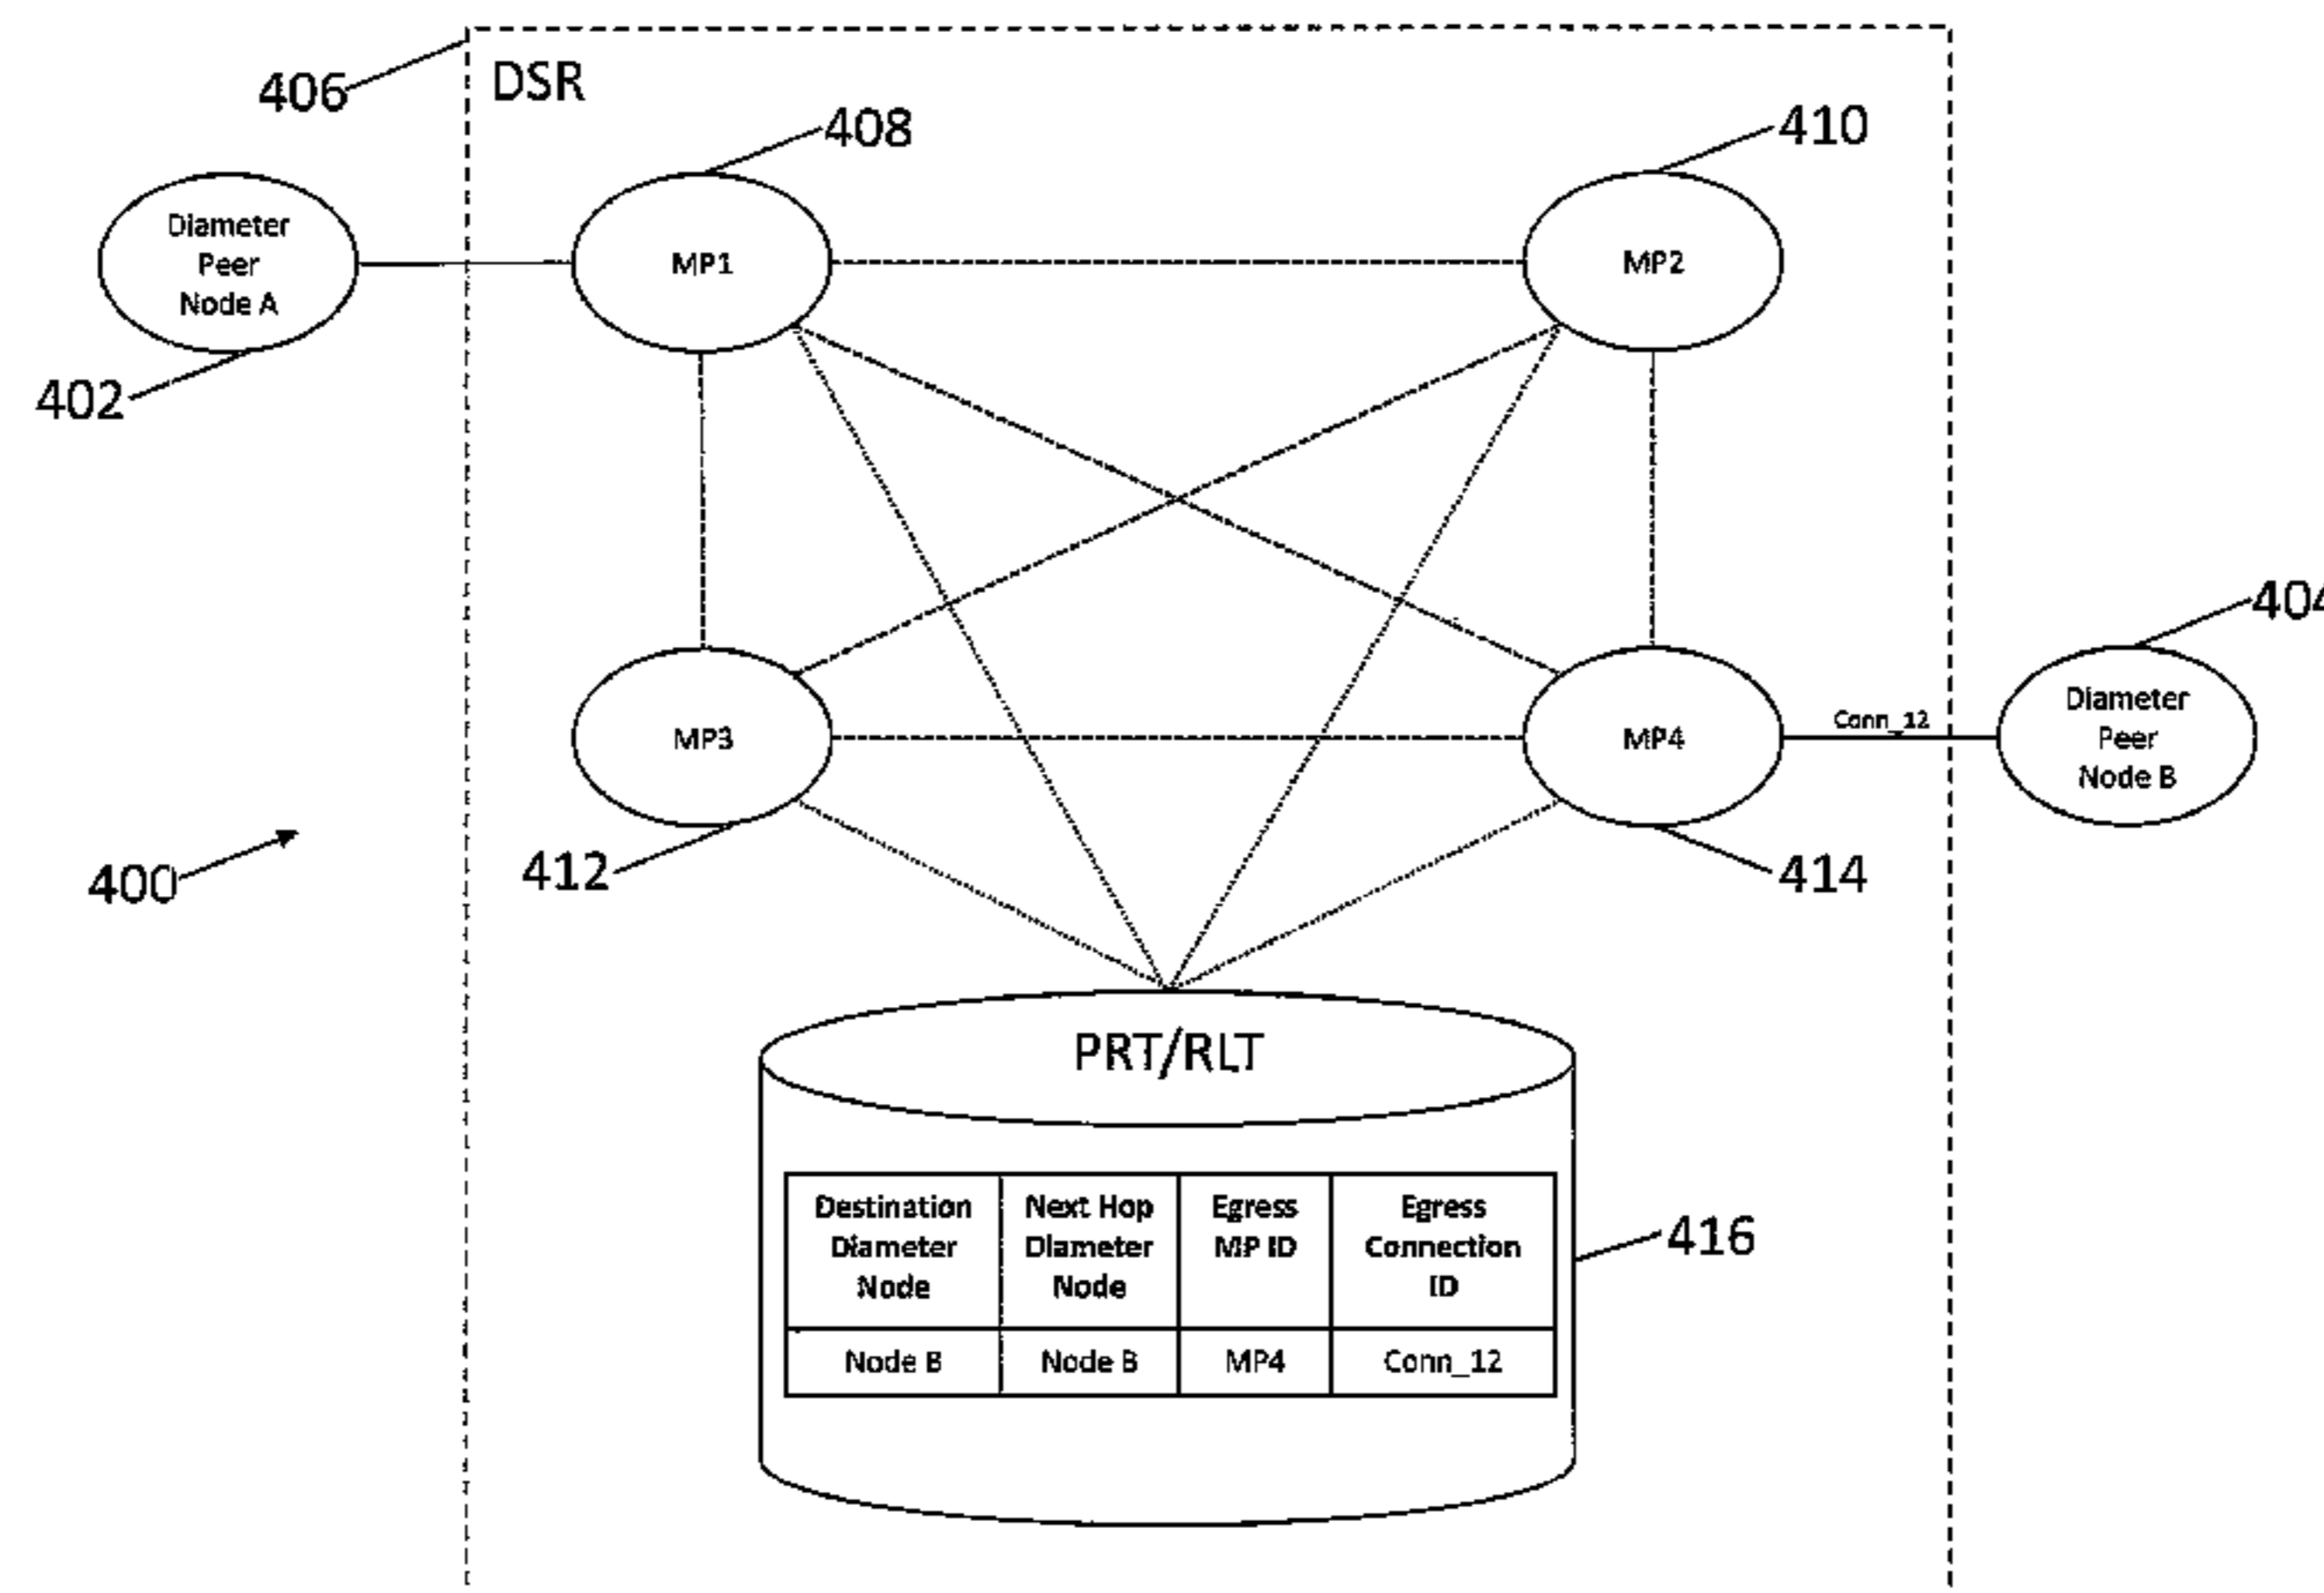 406
DSR
408
410
Diameter
Peer
Node A
MP1
MP2
402
404
MP3
MP4
Conn_12
Diameter
Peer
Node B
400
412
414
PRT/RLT
Destination
Diameter
Node
Next Hop
Diameter
Node
Egress
MP ID
Egress
Connection
ID
416
Node B
Node B
MP4
Conn_12